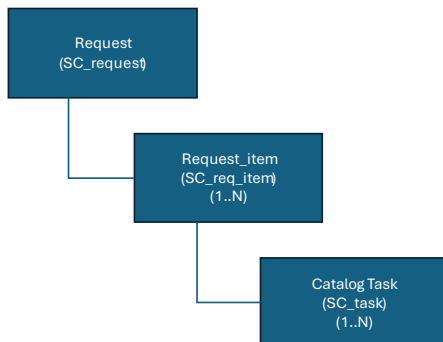 Request
(SC_request)
Request_item
(SC_req_item)
(1..N)
Catalog Task
(SC_task)
(1..N)